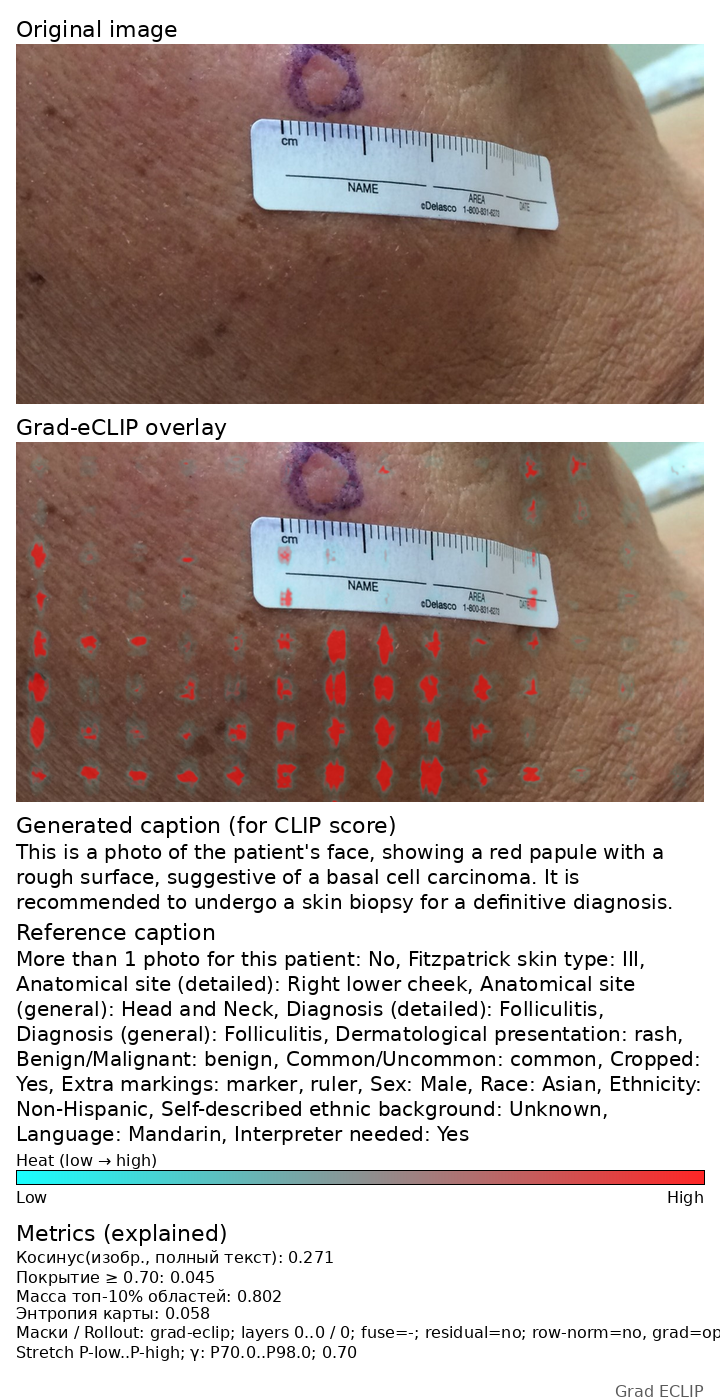 Original image
cm
NAME
AREA
DATE
©Delasco 1-800-831-6273
Grad-eCLIP overlay
cm
NAME
AREA
DATE
©Delasco 1-800-831-6273
Generated caption (for CLIP score)
This is a photo of the patient's face, showing a red papule with a
rough surface, suggestive of a basal cell carcinoma. It is
recommended to undergo a skin biopsy for a definitive diagnosis.
Reference caption
More than 1 photo for this patient: No, Fitzpatrick skin type: III,
Anatomical site (detailed): Right lower cheek, Anatomical site
(general): Head and Neck, Diagnosis (detailed): Folliculitis,
Diagnosis (general): Folliculitis, Dermatological presentation: rash,
Benign/Malignant: benign, Common/Uncommon: common, Cropped:
Yes, Extra markings: marker, ruler, Sex: Male, Race: Asian, Ethnicity:
Non-Hispanic, Self-described ethnic background: Unknown,
Language: Mandarin, Interpreter needed: Yes
Heat (low → high)
Low High
Metrics (explained)
Косинус(изобр., полный текст): 0.271
Покрытие ≥ 0.70: 0.045
Масса топ-10% областей: 0.802
Энтропия карты: 0.058
Маски / Rollout: grad-eclip; layers 0..0 / 0; fuse=-; residual=no; row-norm=no, grad=op
Stretch P-low..P-high; γ: P70.0..P98.0; 0.70
Grad ECLIP